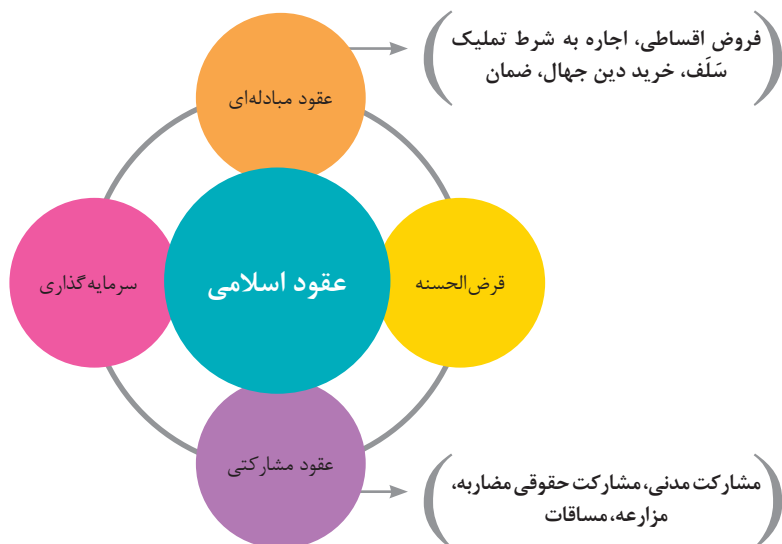 فروض اقساطی، اجاره به شرط تملیک
سَلَف، خرید دین جهال، ضمان
عقود مبادله‌ای
قرض‌الحسنه
عقود اسلامی
سرمایه‌گذاری
عقود مشارکتی
مشارکت مدنی، مشارکت حقوقی مضاربه،
مزارعه، مساقات